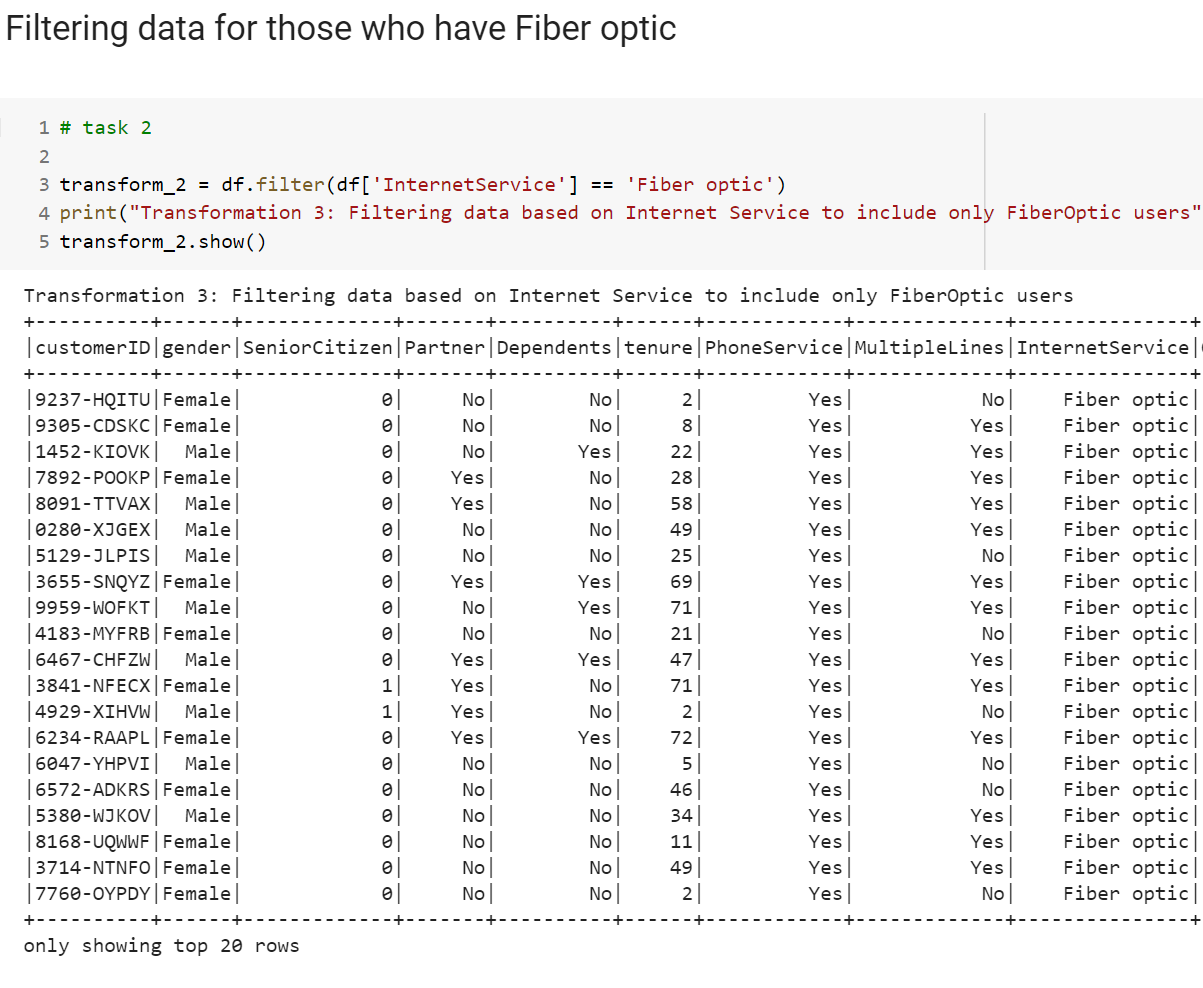 Filtering data for those who have Fiber optic
1 # task 2
2
3 transform_2 = df.filter(df['InternetService'] == 'Fiber optic')
4 print("Transformation 3: Filtering data based on Internet Service to include only FiberOptic users"
5 transform_2.show()
Transformation 3: Filtering data based on Internet Service to include only FiberOptic users
+----------+------+-------------+-------+----------+------+------------+-------------+---------------+
|customerID|gender|SeniorCitizen|Partner|Dependents|tenure|PhoneService|MultipleLines|InternetService|
+----------+------+-------------+-------+----------+------+------------+-------------+---------------+
|9237-HQITU|Female|            0|     No|        No|     2|         Yes|           No|    Fiber optic|
|9305-CDSKC|Female|            0|     No|        No|     8|         Yes|          Yes|    Fiber optic|
|1452-KIOVK|  Male|            0|     No|       Yes|    22|         Yes|          Yes|    Fiber optic|
|7892-POOKP|Female|            0|    Yes|        No|    28|         Yes|          Yes|    Fiber optic|
|8091-TTVAX|  Male|            0|    Yes|        No|    58|         Yes|          Yes|    Fiber optic|
|0280-XJGEX|  Male|            0|     No|        No|    49|         Yes|          Yes|    Fiber optic|
|5129-JLPIS|  Male|            0|     No|        No|    25|         Yes|           No|    Fiber optic|
|3655-SNQYZ|Female|            0|    Yes|       Yes|    69|         Yes|          Yes|    Fiber optic|
|9959-WOFKT|  Male|            0|     No|       Yes|    71|         Yes|          Yes|    Fiber optic|
|4183-MYFRB|Female|            0|     No|        No|    21|         Yes|           No|    Fiber optic|
|6467-CHFZW|  Male|            0|    Yes|       Yes|    47|         Yes|          Yes|    Fiber optic|
|3841-NFECX|Female|            1|    Yes|        No|    71|         Yes|          Yes|    Fiber optic|
|4929-XIHVW|  Male|            1|    Yes|        No|     2|         Yes|           No|    Fiber optic|
|6234-RAAPL|Female|            0|    Yes|       Yes|    72|         Yes|          Yes|    Fiber optic|
|6047-YHPVI|  Male|            0|     No|        No|     5|         Yes|           No|    Fiber optic|
|6572-ADKRS|Female|            0|     No|        No|    46|         Yes|           No|    Fiber optic|
|5380-WJKOV|  Male|            0|     No|        No|    34|         Yes|          Yes|    Fiber optic|
|8168-UQWWF|Female|            0|     No|        No|    11|         Yes|          Yes|    Fiber optic|
|3714-NTNFO|Female|            0|     No|        No|    49|         Yes|          Yes|    Fiber optic|
|7760-OYPDY|Female|            0|     No|        No|     2|         Yes|           No|    Fiber optic|
+----------+------+-------------+-------+----------+------+------------+-------------+---------------+
only showing top 20 rows